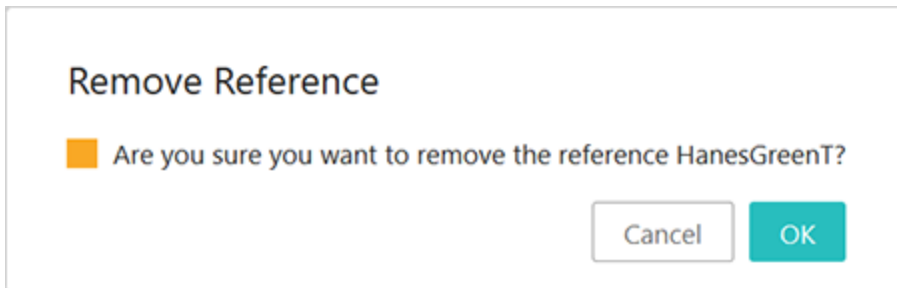 Remove Reference
Are you sure you want to remove the reference HanesGreenT?
Cancel OK